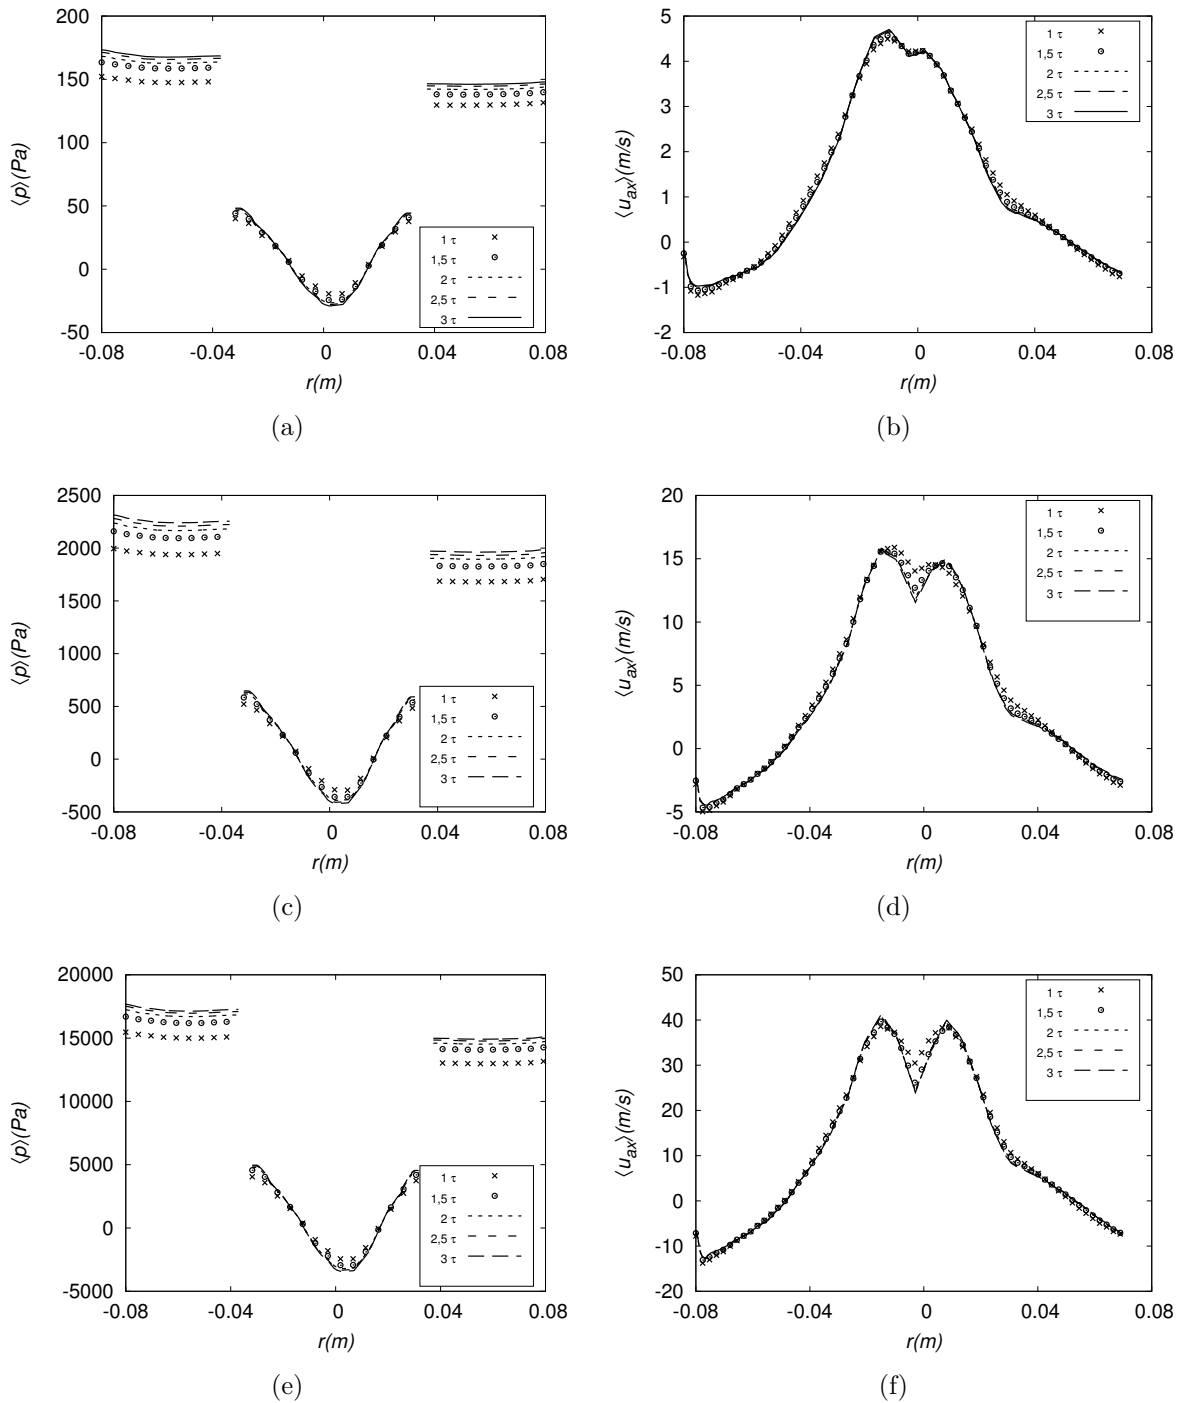 200
150
100
50
0
-50
⟨p⟩(Pa)
-0.08 -0.04 0 0.04 0.08
r(m)
1 τ
1,5 τ
2 τ
2,5 τ
3 τ
(a)
5
4
3
2
1
0
-1
-2
⟨u_ax⟩(m/s)
-0.08 -0.04 0 0.04 0.08
r(m)
1 τ
1,5 τ
2 τ
2,5 τ
3 τ
(b)
2500
2000
1500
1000
500
0
-500
⟨p⟩(Pa)
-0.08 -0.04 0 0.04 0.08
r(m)
1 τ
1,5 τ
2 τ
2,5 τ
3 τ
(c)
20
15
10
5
0
-5
⟨u_ax⟩(m/s)
-0.08 -0.04 0 0.04 0.08
r(m)
1 τ
1,5 τ
2 τ
2,5 τ
3 τ
(d)
20000
15000
10000
5000
0
-5000
⟨p⟩(Pa)
-0.08 -0.04 0 0.04 0.08
r(m)
1 τ
1,5 τ
2 τ
2,5 τ
3 τ
(e)
50
40
30
20
10
0
-10
-20
⟨u_ax⟩(m/s)
-0.08 -0.04 0 0.04 0.08
r(m)
1 τ
1,5 τ
2 τ
2,5 τ
3 τ
(f)